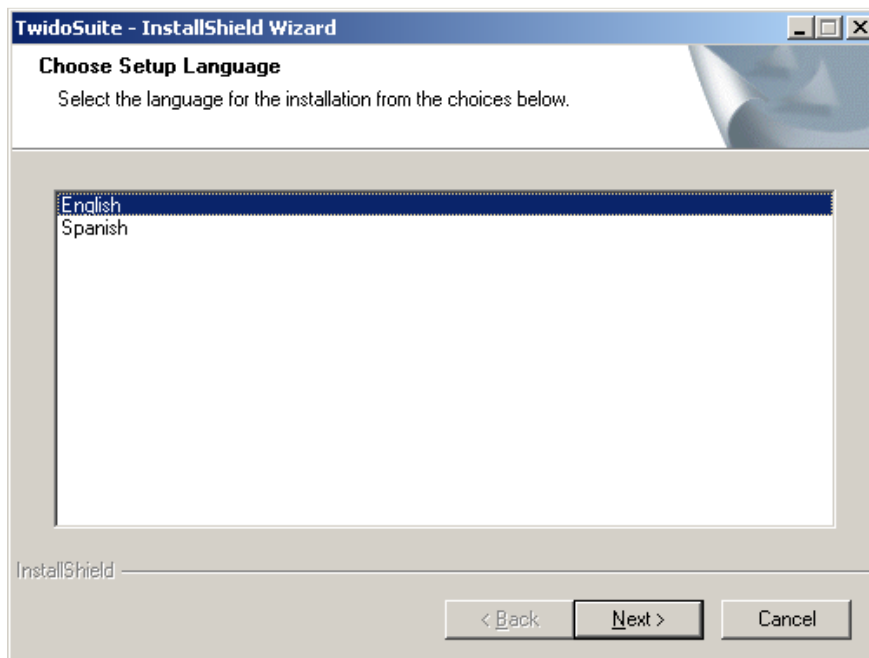 TwidoSuite - InstallShield Wizard
Choose Setup Language
Select the language for the installation from the choices below.
English
Spanish
InstallShield
< Back
Next >
Cancel